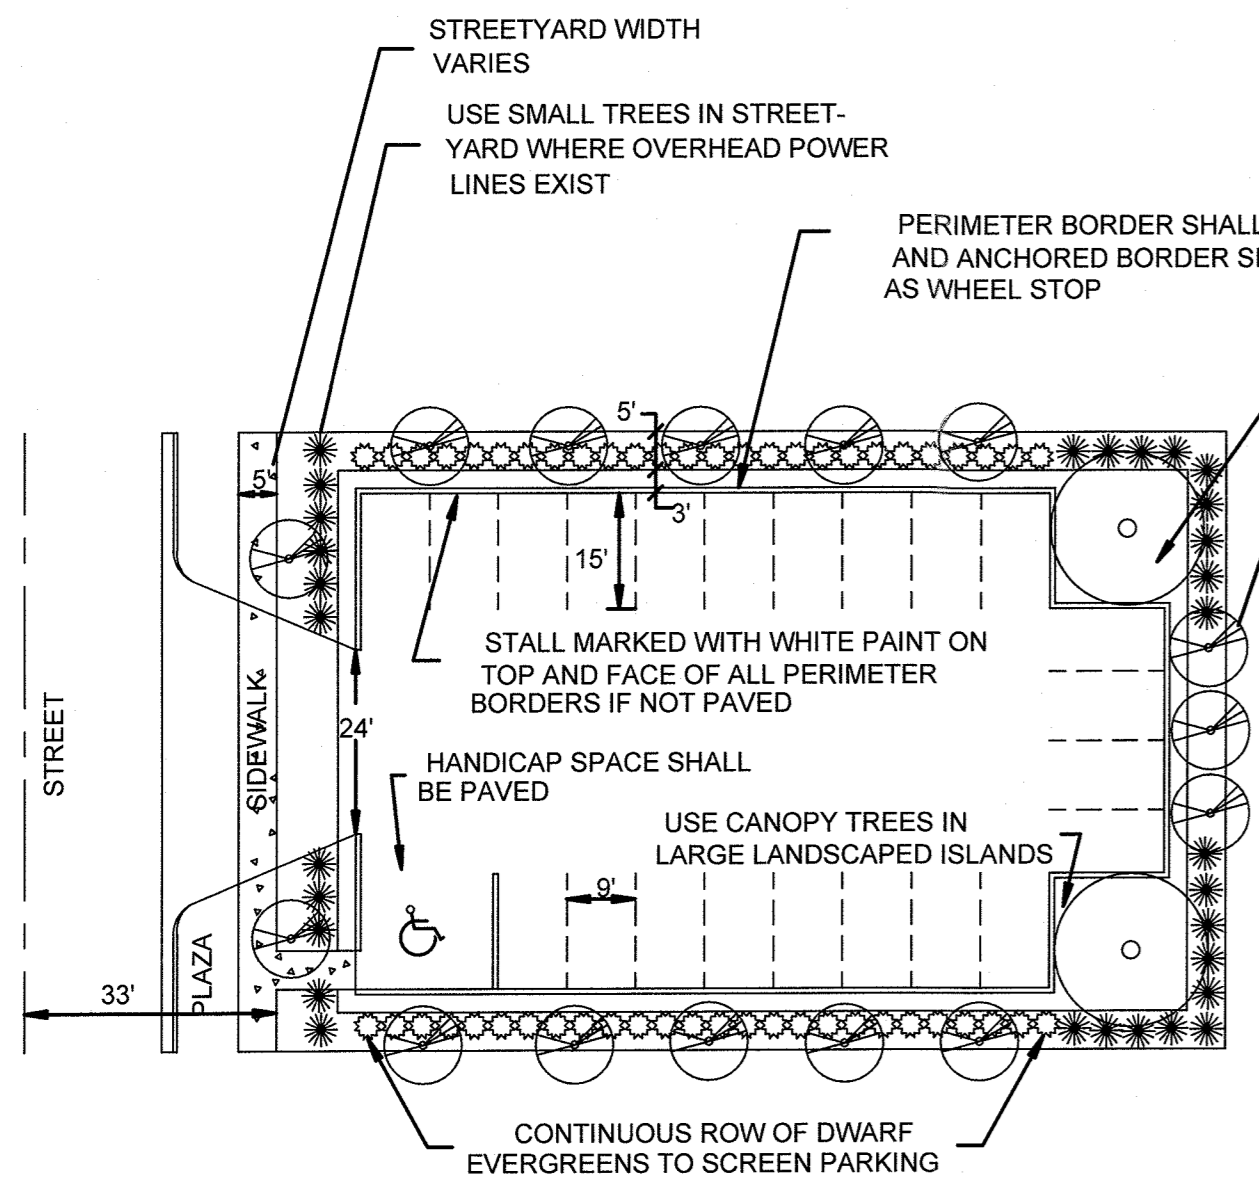 STREETYARD WIDTH
VARIES
USE SMALL TREES IN STREET-
YARD WHERE OVERHEAD POWER
LINES EXIST
PERIMETER BORDER SHALL
AND ANCHORED BORDER
AS WHEEL STOP
5'
5'
3'
15'
STALL MARKED WITH WHITE PAINT ON
TOP AND FACE OF ALL PERIMETER
BORDERS IF NOT PAVED
STREET
SIDEWALK
24'
HANDICAP SPACE SHALL
BE PAVED
USE CANOPY TREES IN
LARGE LANDSCAPED ISLANDS
9'
PLAZA
33'
CONTINUOUS ROW OF DWARF
EVERGREENS TO SCREEN PARKING